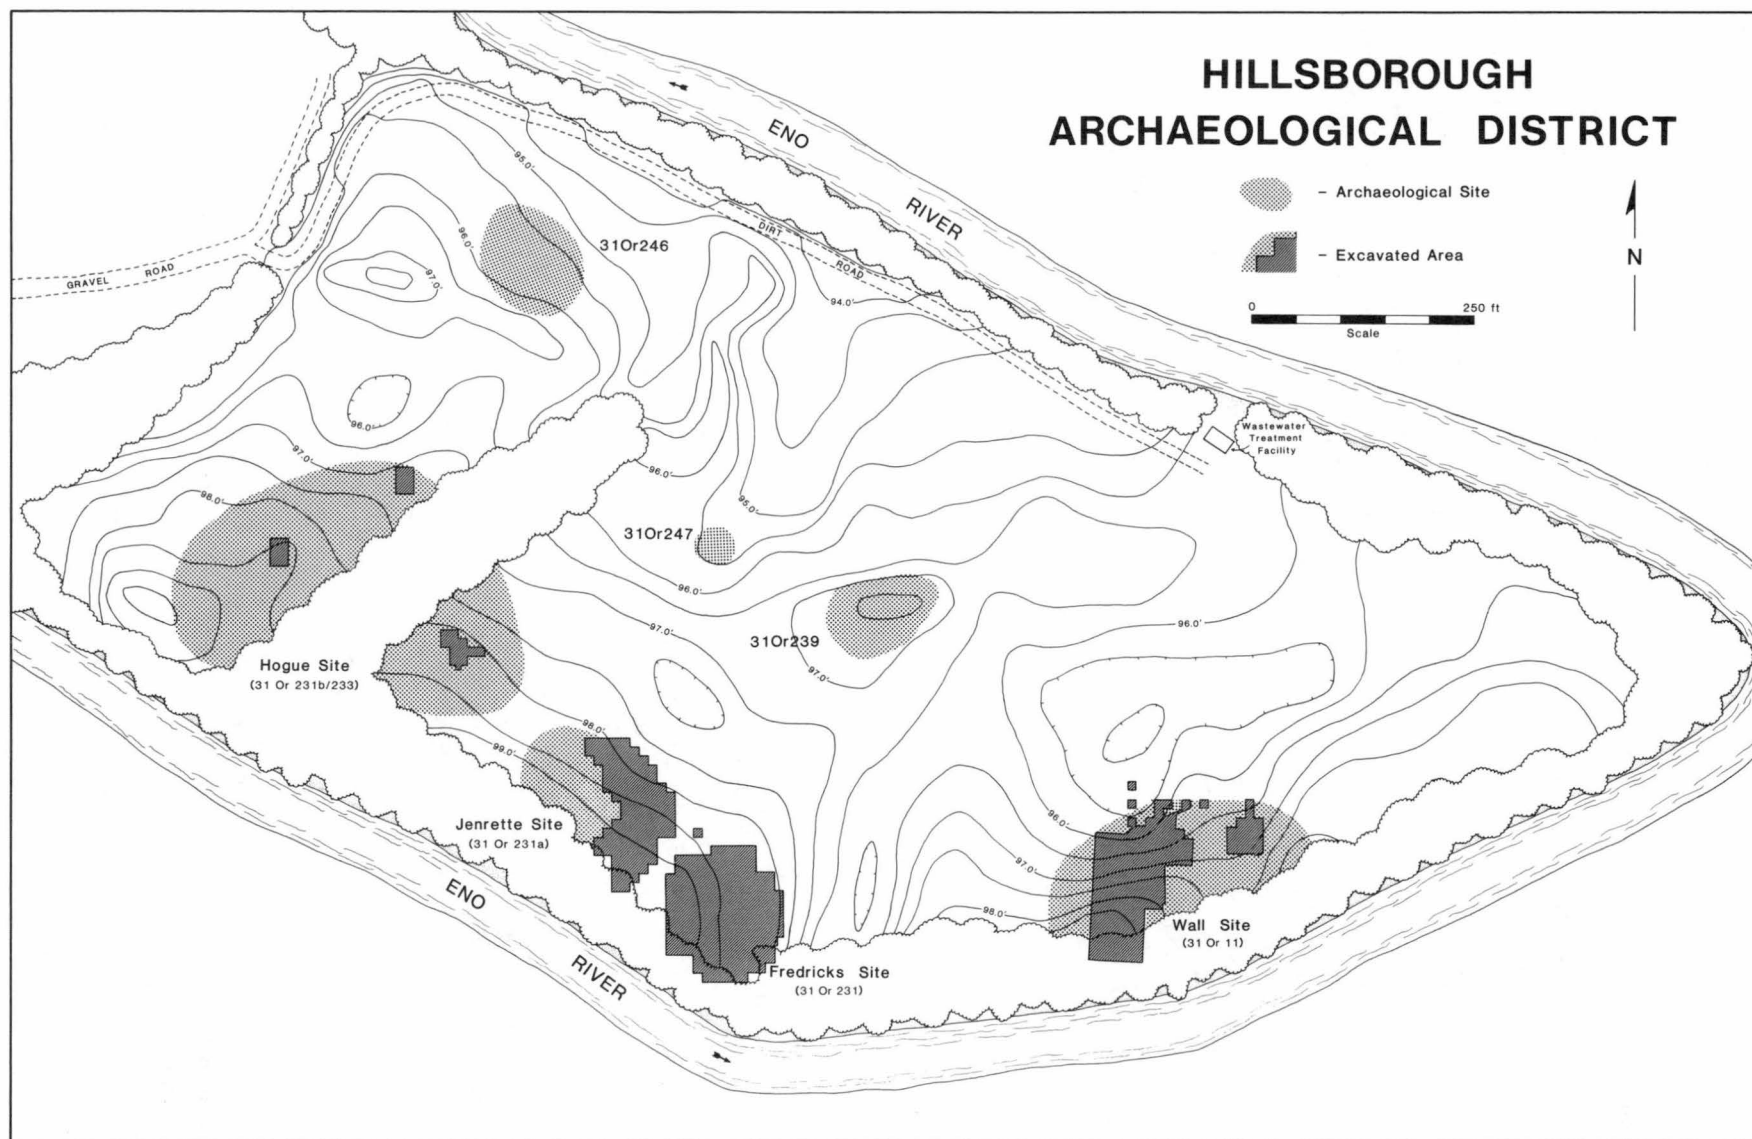 HILLSBOROUGH
ARCHAEOLOGICAL DISTRICT
- Archaeological Site
- Excavated Area
N
0 250 ft
Scale
ENO
RIVER
DIRT
ROAD
GRAVEL ROAD
95.0'
96.0'
97.0'
31Or246
94.0'
96.0'
97.0'
98.0'
96.0'
95.0'
Wastewater
Treatment
Facility
31Or247
96.0'
97.0'
31Or239
97.0'
96.0'
Hogue Site
(31 Or 231b/233)
98.0'
99.0'
Jenrette Site
(31 Or 231a)
96.0'
97.0'
98.0'
Wall Site
(31 Or 11)
Fredricks Site
(31 Or 231)
ENO
RIVER